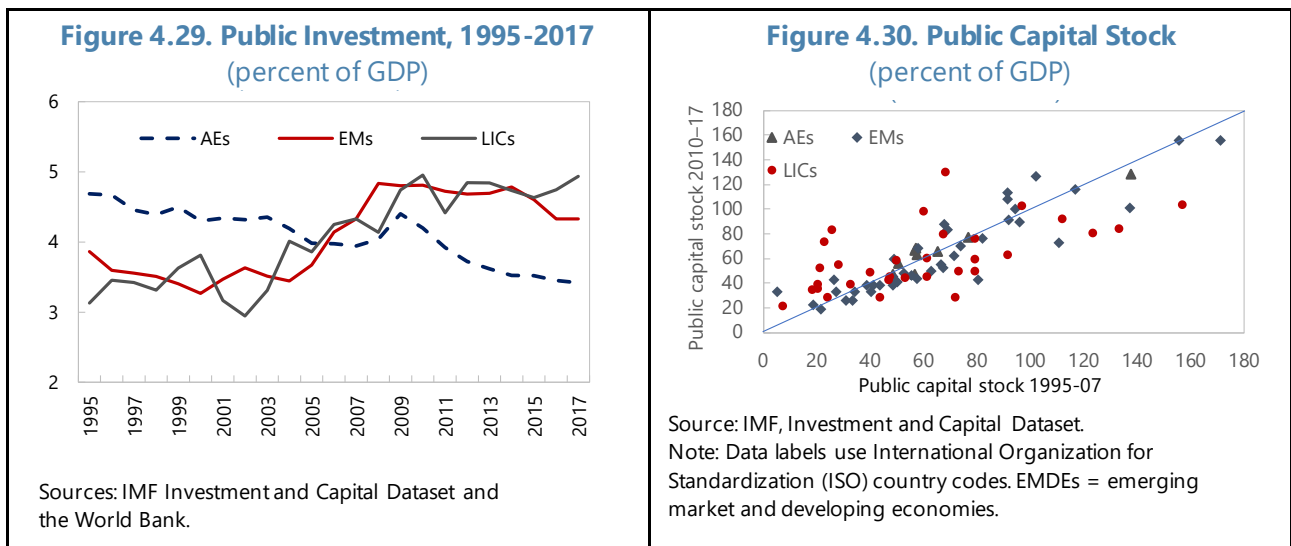 Figure 4.29. Public Investment, 1995-2017
(percent of GDP)
6
5
4
3
2
AEs
EMs
LICs
1995
1997
1999
2001
2003
2005
2007
2009
2011
2013
2015
2017
Sources: IMF Investment and Capital Dataset and
the World Bank.
Figure 4.30. Public Capital Stock
(percent of GDP)
Public capital stock 2010–17
180
160
140
120
100
80
60
40
20
0
AEs
EMs
LICs
0
20
40
60
80
100
120
140
160
180
Public capital stock 1995-07
Source: IMF, Investment and Capital Dataset.
Note: Data labels use International Organization for
Standardization (ISO) country codes. EMDEs = emerging
market and developing economies.